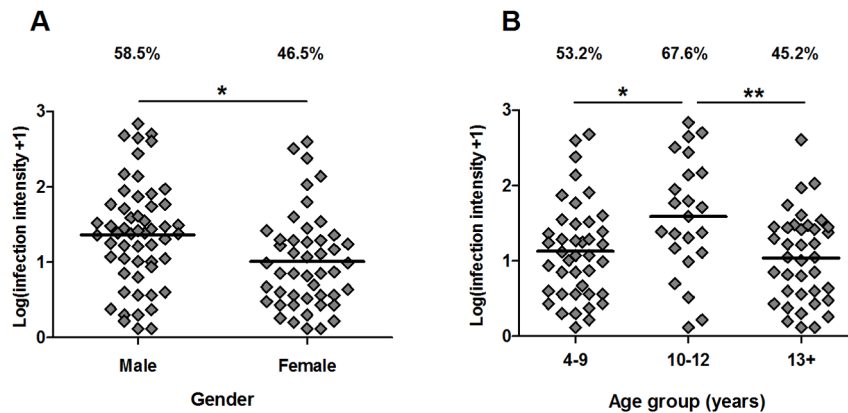 A
58.5% 46.5%
*
Log(infection intensity +1)
3
2
1
0
Male Female
Gender
B
53.2% 67.6% 45.2%
* **
Log(infection intensity +1)
3
2
1
0
4-9 10-12 13+
Age group (years)